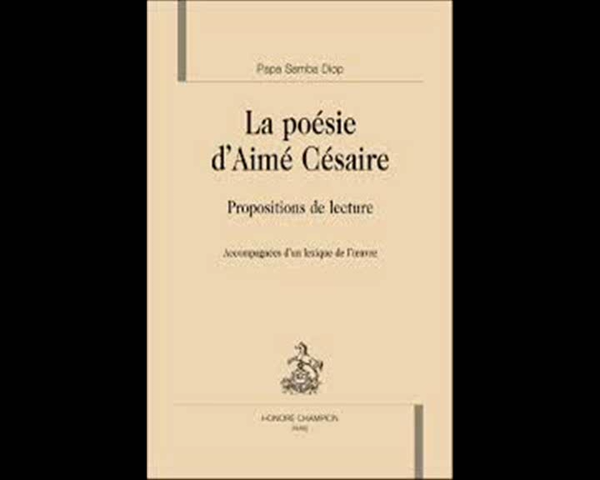 Papa Samba Diop
La poésie
d'Aimé Césaire
Propositions de lecture
Accompagnées d'un lexique de l'œuvre
HONORÉ CHAMPION
PARIS